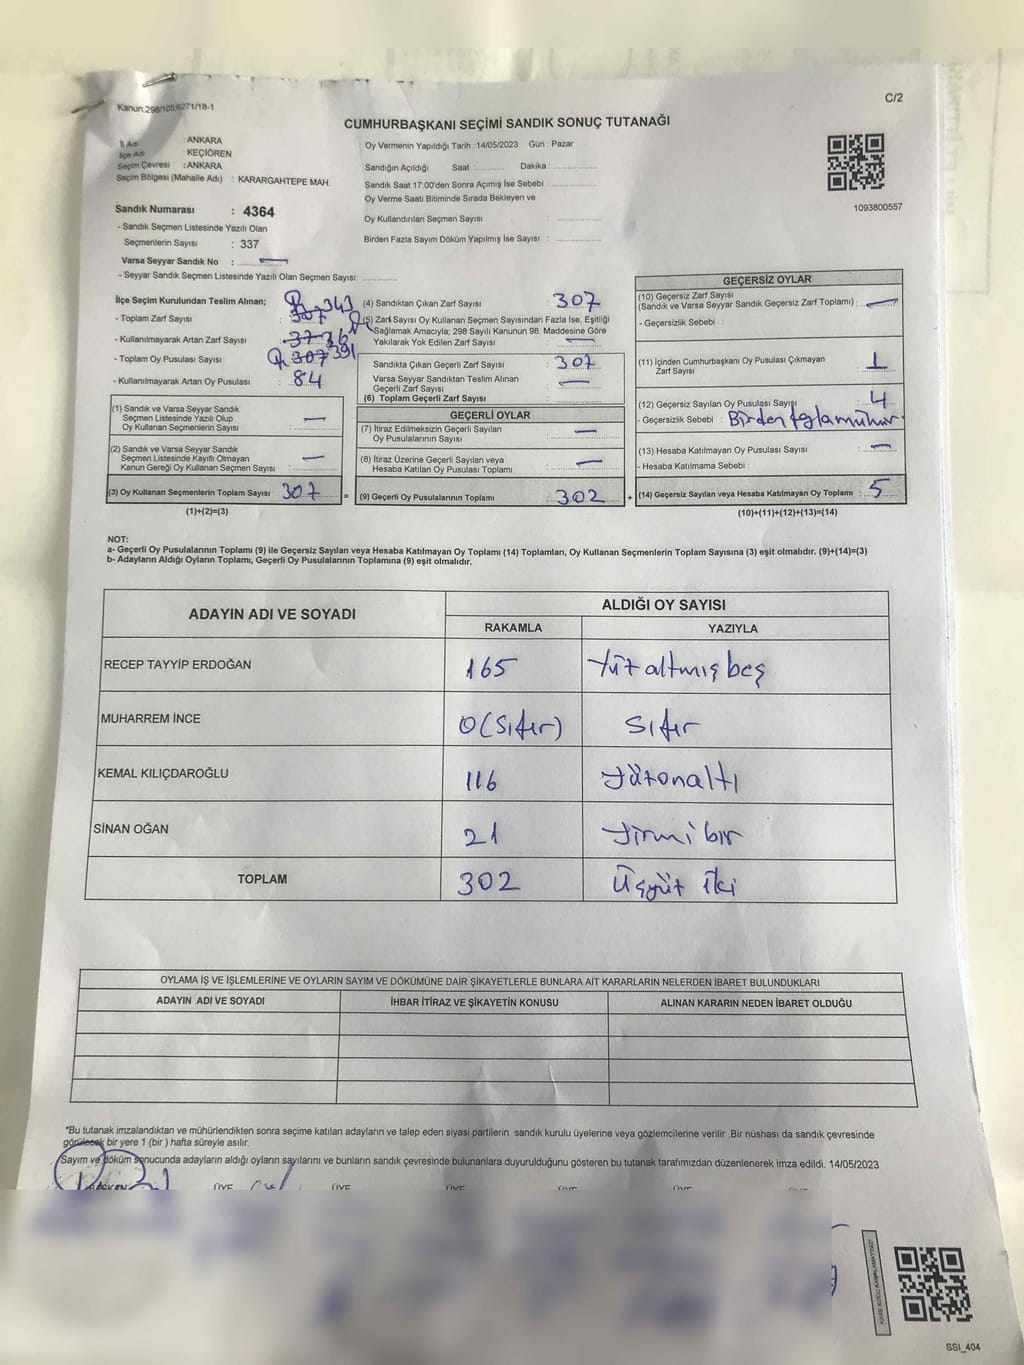 Kanun:298/105;6271/18-1
C/2
CUMHURBAŞKANI SEÇİMİ SANDIK SONUÇ TUTANAĞI
İl Adı : ANKARA
İlçe Adı : KEÇİÖREN
Seçim Çevresi : ANKARA
Seçim Bölgesi (Mahalle Adı) : KARARGAHTEPE MAH.
Oy Vermenin Yapıldığı Tarih : 14/05/2023 Gün : Pazar
Sandığın Açıldığı Saat ........... Dakika : ...........
Sandık Saat 17:00'den Sonra Açımış İse Sebebi : ...........
Oy Verme Saati Bitiminde Sırada Bekleyen ve
Oy Kullandırılan Seçmen Sayısı : ...........
Birden Fazla Sayım Döküm Yapılmış İse Sayısı : ...........
1093800557
Sandık Numarası : 4364
- Sandık Seçmen Listesinde Yazılı Olan
Seçmenlerin Sayısı : 337
Varsa Seyyar Sandık No : —
- Seyyar Sandık Seçmen Listesinde Yazılı Olan Seçmen Sayısı: ...........
İlçe Seçim Kurulundan Teslim Alınan;
- Toplam Zarf Sayısı : 307 343
- Kullanılmayarak Artan Zarf Sayısı :
- Toplam Oy Pusulası Sayısı : 307 391
- Kullanılmayarak Artan Oy Pusulası : 84
(1) Sandık ve Varsa Seyyar Sandık
Seçmen Listesinde Yazılı Olup
Oy Kullanan Seçmenlerin Sayısı : —
(2) Sandık ve Varsa Seyyar Sandık
Seçmen Listesinde Kayıtlı Olmayan
Kanun Gereği Oy Kullanan Seçmen Sayısı : —
(3) Oy Kullanan Seçmenlerin Toplam Sayısı 307 =
(1)+(2)=(3)
(4) Sandıktan Çıkan Zarf Sayısı : 307
(5) Zarf Sayısı Oy Kullanan Seçmen Sayısından Fazla İse, Eşitliği
Sağlamak Amacıyla; 298 Sayılı Kanunun 98. Maddesine Göre
Yakılarak Yok Edilen Zarf Sayısı : —
Sandıkta Çıkan Geçerli Zarf Sayısı : 307
Varsa Seyyar Sandıktan Teslim Alınan
Geçerli Zarf Sayısı : —
(6) Toplam Geçerli Zarf Sayısı :
GEÇERLİ OYLAR
(7) İtiraz Edilmeksizin Geçerli Sayılan
Oy Pusulalarının Sayısı : —
(8) İtiraz Üzerine Geçerli Sayılan veya
Hesaba Katılan Oy Pusulası Toplamı : —
(9) Geçerli Oy Pusulalarının Toplamı : 302 +
GEÇERSİZ OYLAR
(10) Geçersiz Zarf Sayısı
(Sandık ve Varsa Seyyar Sandık Geçersiz Zarf Toplamı) : —
- Geçersizlik Sebebi :
(11) İçinden Cumhurbaşkanı Oy Pusulası Çıkmayan
Zarf Sayısı : 1
(12) Geçersiz Sayılan Oy Pusulası Sayısı : 4
- Geçersizlik Sebebi : Birden fazla mühür
(13) Hesaba Katılmayan Oy Pusulası Sayısı : —
- Hesaba Katılmama Sebebi :
(14) Geçersiz Sayılan veya Hesaba Katılmayan Oy Toplamı : 5
(10)+(11)+(12)+(13)=(14)
NOT:
a- Geçerli Oy Pusulalarının Toplamı (9) ile Geçersiz Sayılan veya Hesaba Katılmayan Oy Toplamı (14) Toplamları, Oy Kullanan Seçmenlerin Toplam Sayısına (3) eşit olmalıdır. (9)+(14)=(3)
b- Adayların Aldığı Oyların Toplamı, Geçerli Oy Pusulalarının Toplamına (9) eşit olmalıdır.
ADAYIN ADI VE SOYADI
ALDIĞI OY SAYISI
RAKAMLA YAZIYLA
RECEP TAYYİP ERDOĞAN 165 Yüz altmış beş
MUHARREM İNCE 0 (Sıfır) Sıfır
KEMAL KILIÇDAROĞLU 116 Yüzonaltı
SİNAN OĞAN 21 Yirmi bir
TOPLAM 302 Üçyüz iki
OYLAMA İŞ VE İŞLEMLERİNE VE OYLARIN SAYIM VE DÖKÜMÜNE DAİR ŞİKAYETLERLE BUNLARA AİT KARARLARIN NELERDEN İBARET BULUNDUKLARI
ADAYIN ADI VE SOYADI İHBAR İTİRAZ VE ŞİKAYETİN KONUSU ALINAN KARARIN NEDEN İBARET OLDUĞU
*Bu tutanak imzalandıktan ve mühürlendikten sonra seçime katılan adayların ve talep eden siyasi partilerin sandık kurulu üyelerine veya gözlemcilerine verilir .Bir nüshası da sandık çevresinde
görülecek bir yere 1 (bir ) hafta süreyle asılır.
Sayım ve döküm sonucunda adayların aldığı oyların sayılarını ve bunların sandık çevresinde bulunanlara duyurulduğunu gösteren bu tutanak tarafımızdan düzenlenerek imza edildi. 14/05/2023
BAŞKAN ÜYE ÜYE ÜYE ÜYE ÜYE ÜYE
SSI_404